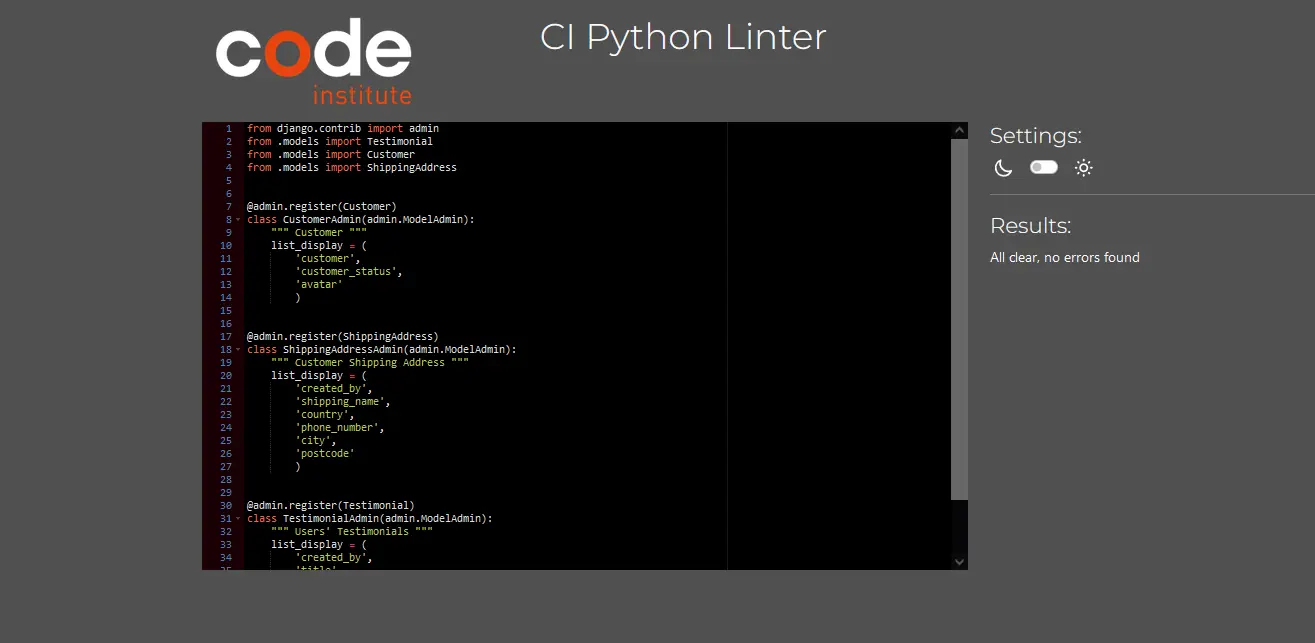 code
institute
CI Python Linter
1 from django.contrib import admin
2 from .models import Testimonial
3 from .models import Customer
4 from .models import ShippingAddress
5
6
7 @admin.register(Customer)
8 class CustomerAdmin(admin.ModelAdmin):
9     """ Customer """
10     list_display = (
11         'customer',
12         'customer_status',
13         'avatar'
14         )
15
16
17 @admin.register(ShippingAddress)
18 class ShippingAddressAdmin(admin.ModelAdmin):
19     """ Customer Shipping Address """
20     list_display = (
21         'created_by',
22         'shipping_name',
23         'country',
24         'phone_number',
25         'city',
26         'postcode'
27         )
28
29
30 @admin.register(Testimonial)
31 class TestimonialAdmin(admin.ModelAdmin):
32     """ Users' Testimonials """
33     list_display = (
34         'created_by',
35         'title'
Settings:
Results:
All clear, no errors found